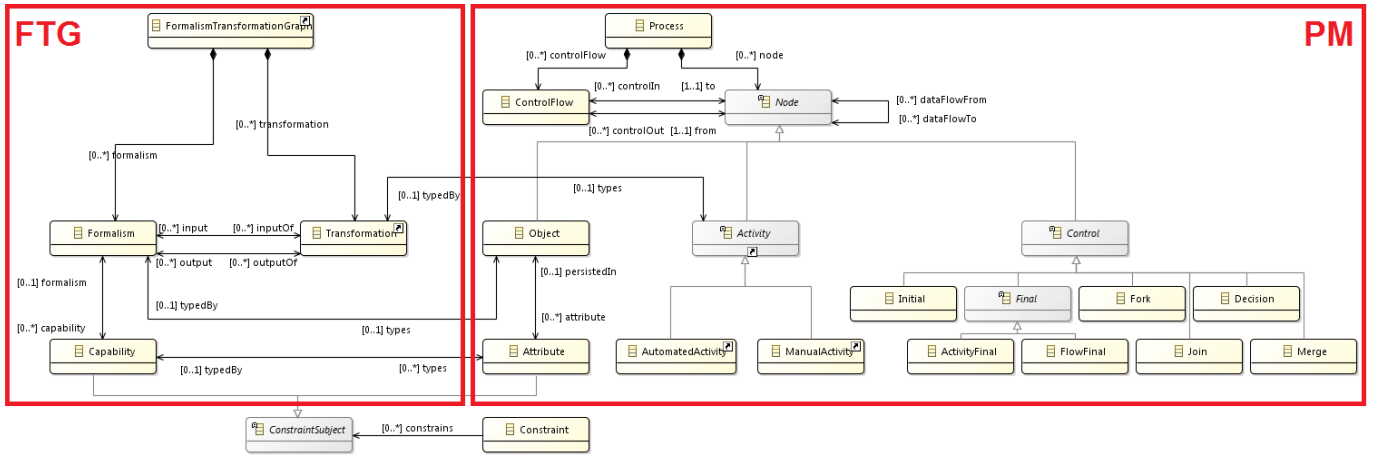 FTG
PM
FormalismTransformationGraph
Process
[0..*] controlFlow
[0..*] node
[0..*] controlIn
[1..1] to
ControlFlow
Node
[0..*] dataFlowFrom
[0..*] dataFlowTo
[0..*] controlOut
[1..1] from
[0..*] transformation
[0..*] formalism
[0..1] typedBy
[0..*] types
Formalism
[0..*] input
[0..*] inputOf
Transformation
Object
Activity
Control
[0..*] output
[0..*] outputOf
[0..1] formalism
[0..1] persistedIn
[0..1] typedBy
[0..*] attribute
[0..*] capability
[0..1] types
Initial
Final
Fork
Decision
Capability
Attribute
AutomatedActivity
ManualActivity
ActivityFinal
FlowFinal
Join
Merge
[0..1] typedBy
[0..*] types
ConstraintSubject
[0..*] constrains
Constraint